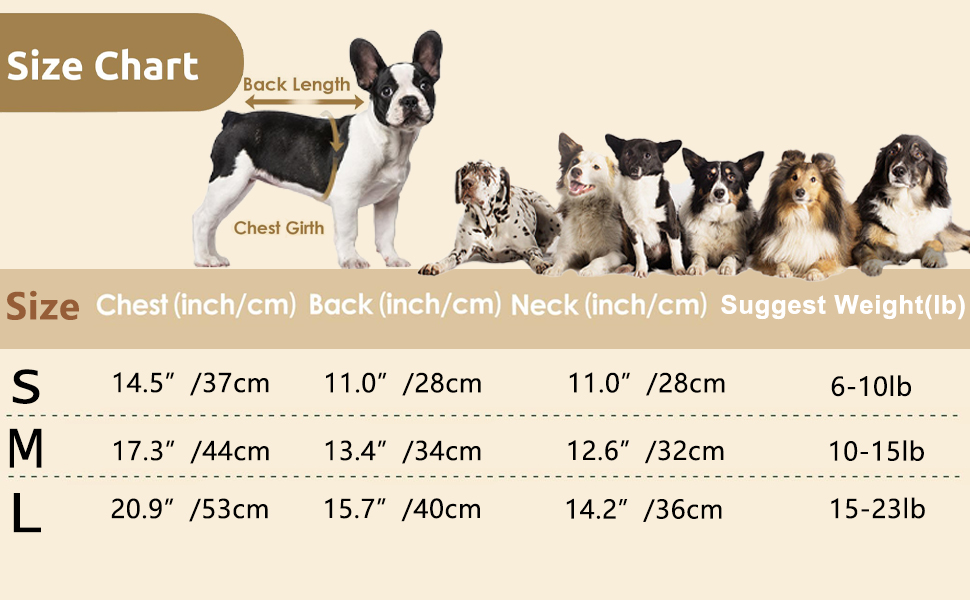 Size Chart
Back Length
Chest Girth
Size Chest (inch/cm) Back (inch/cm) Neck (inch/cm) Suggest Weight(lb)
S 14.5” /37cm 11.0” /28cm 11.0” /28cm 6-10lb
M 17.3” /44cm 13.4” /34cm 12.6” /32cm 10-15lb
L 20.9” /53cm 15.7” /40cm 14.2” /36cm 15-23lb